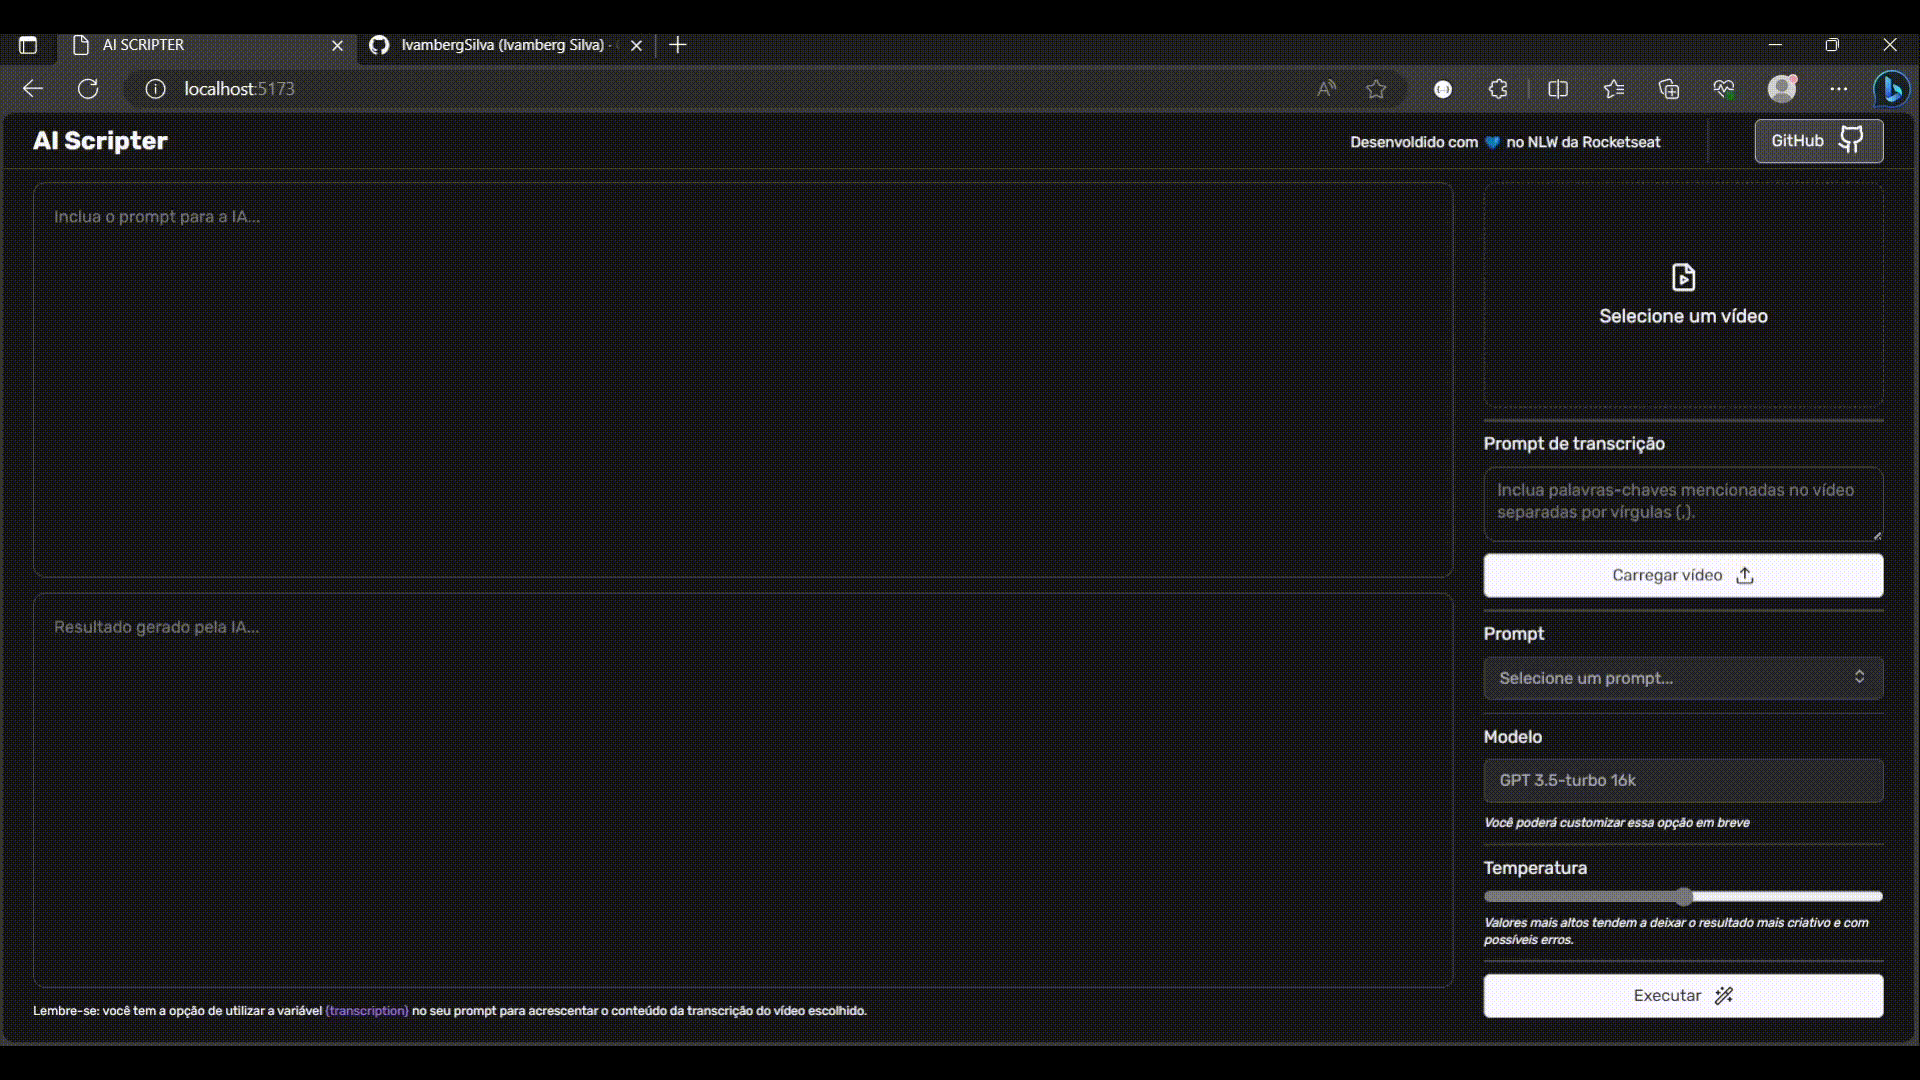 AI SCRIPTER
IvambergSilva (Ivamberg Silva) ·
localhost:5173
AI Scripter
Desenvoldido com 💙 no NLW da Rocketseat
GitHub
Inclua o prompt para a IA...
Selecione um vídeo
Prompt de transcrição
Inclua palavras-chaves mencionadas no vídeo
separadas por vírgulas (,).
Carregar vídeo
Resultado gerado pela IA...
Prompt
Selecione um prompt...
Modelo
GPT 3.5-turbo 16k
Você poderá customizar essa opção em breve
Temperatura
Valores mais altos tendem a deixar o resultado mais criativo e com
possíveis erros.
Executar
Lembre-se: você tem a opção de utilizar a variável {transcription} no seu prompt para acrescentar o conteúdo da transcrição do vídeo escolhido.